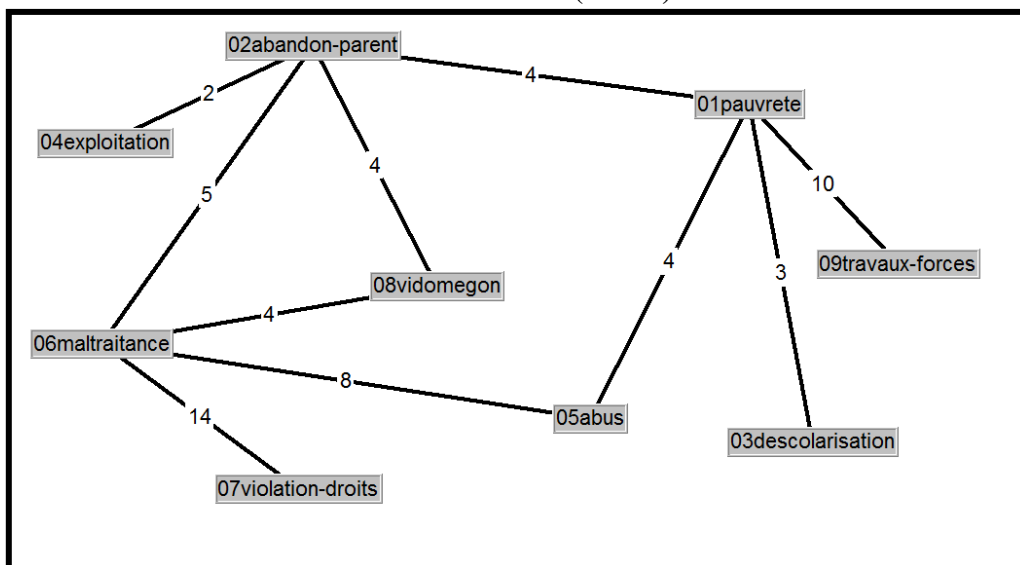 02abandon-parent
4
01pauvrete
2
04exploitation
4
10
5
09travaux-forces
4
3
08vidomegon
4
06maltraitance
8
05abus
14
03descolarisation
07violation-droits